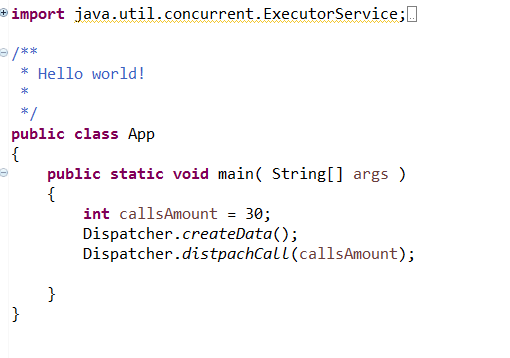 import java.util.concurrent.ExecutorService;
/**
 * Hello world!
 *
 */
public class App
{
    public static void main( String[] args )
    {
        int callsAmount = 30;
        Dispatcher.createData();
        Dispatcher.distpachCall(callsAmount);
    }
}